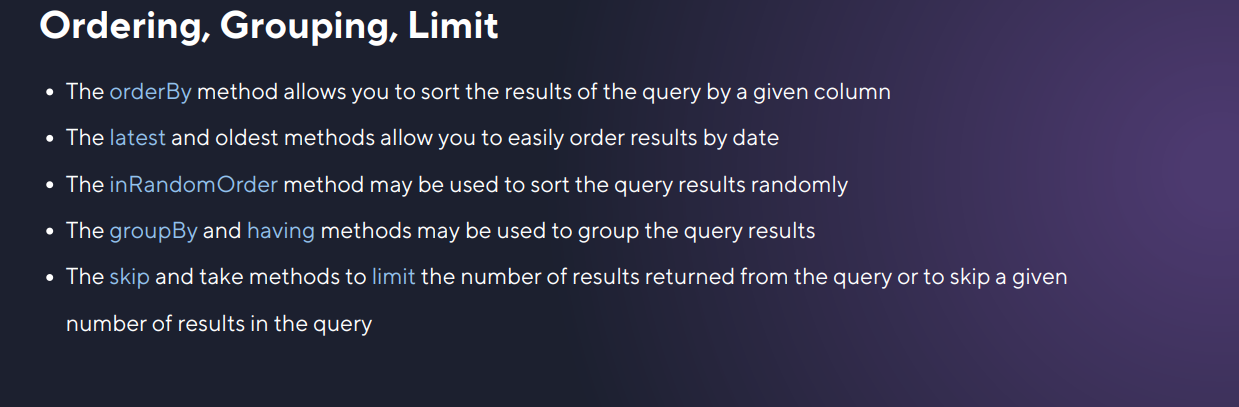 Ordering, Grouping, Limit
• The orderBy method allows you to sort the results of the query by a given column
• The latest and oldest methods allow you to easily order results by date
• The inRandomOrder method may be used to sort the query results randomly
• The groupBy and having methods may be used to group the query results
• The skip and take methods to limit the number of results returned from the query or to skip a given
number of results in the query